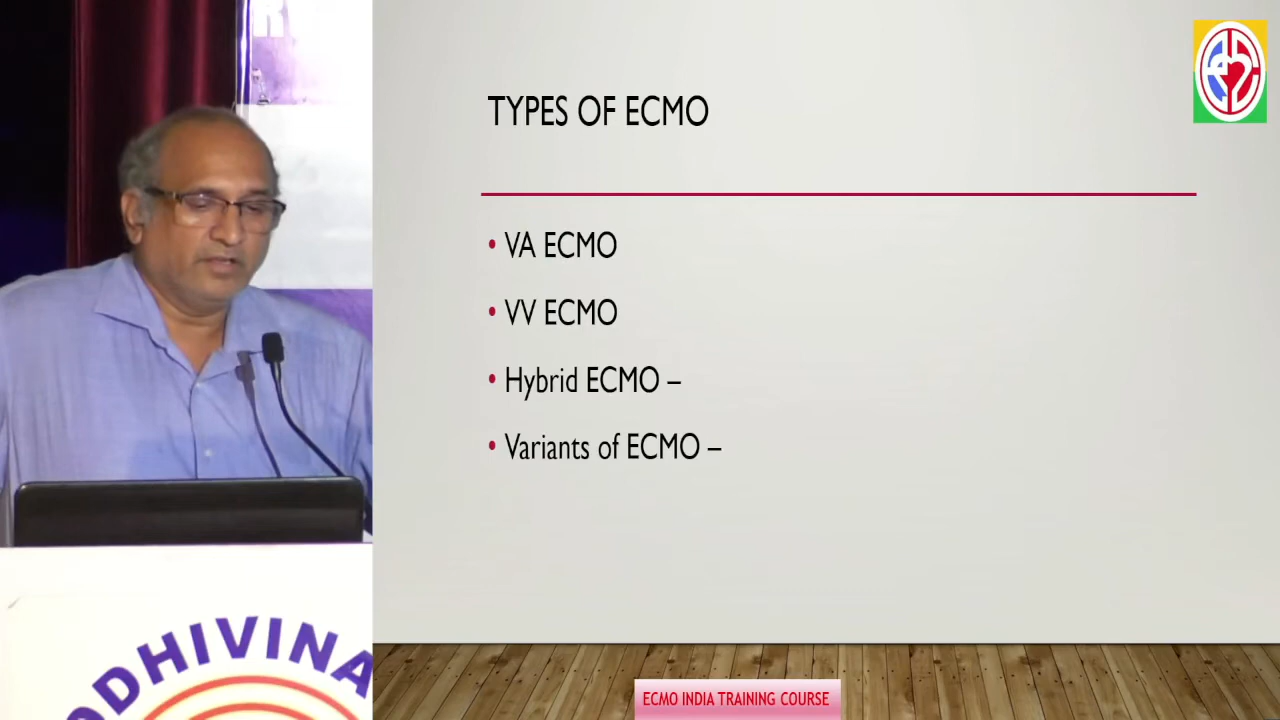 TYPES OF ECMO
• VA ECMO
• VV ECMO
• Hybrid ECMO –
• Variants of ECMO –
ECMO INDIA TRAINING COURSE